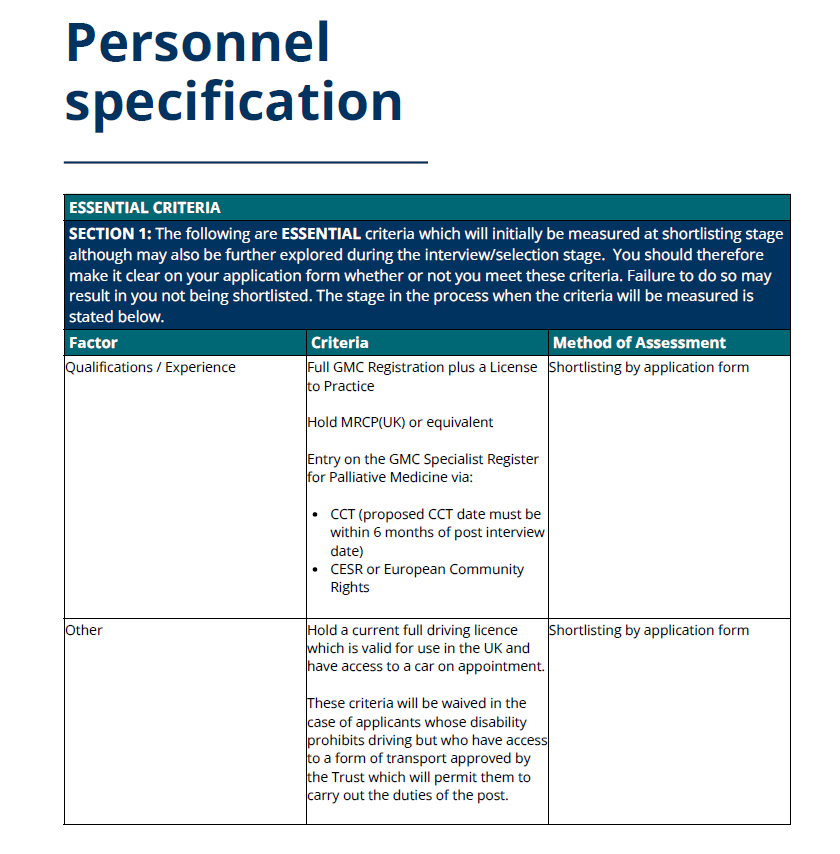 Personnel
specification
ESSENTIAL CRITERIA
SECTION 1: The following are ESSENTIAL criteria which will initially be measured at shortlisting stage
although may also be further explored during the interview/selection stage.  You should therefore
make it clear on your application form whether or not you meet these criteria. Failure to do so may
result in you not being shortlisted. The stage in the process when the criteria will be measured is
stated below.
Factor
Criteria
Method of Assessment
Qualifications / Experience
Full GMC Registration plus a License
to Practice
Hold MRCP(UK) or equivalent
Entry on the GMC Specialist Register
for Palliative Medicine via:
• CCT (proposed CCT date must be
within 6 months of post interview
date)
• CESR or European Community
Rights
Shortlisting by application form
Other
Hold a current full driving licence
which is valid for use in the UK and
have access to a car on appointment.
These criteria will be waived in the
case of applicants whose disability
prohibits driving but who have access
to a form of transport approved by
the Trust which will permit them to
carry out the duties of the post.
Shortlisting by application form